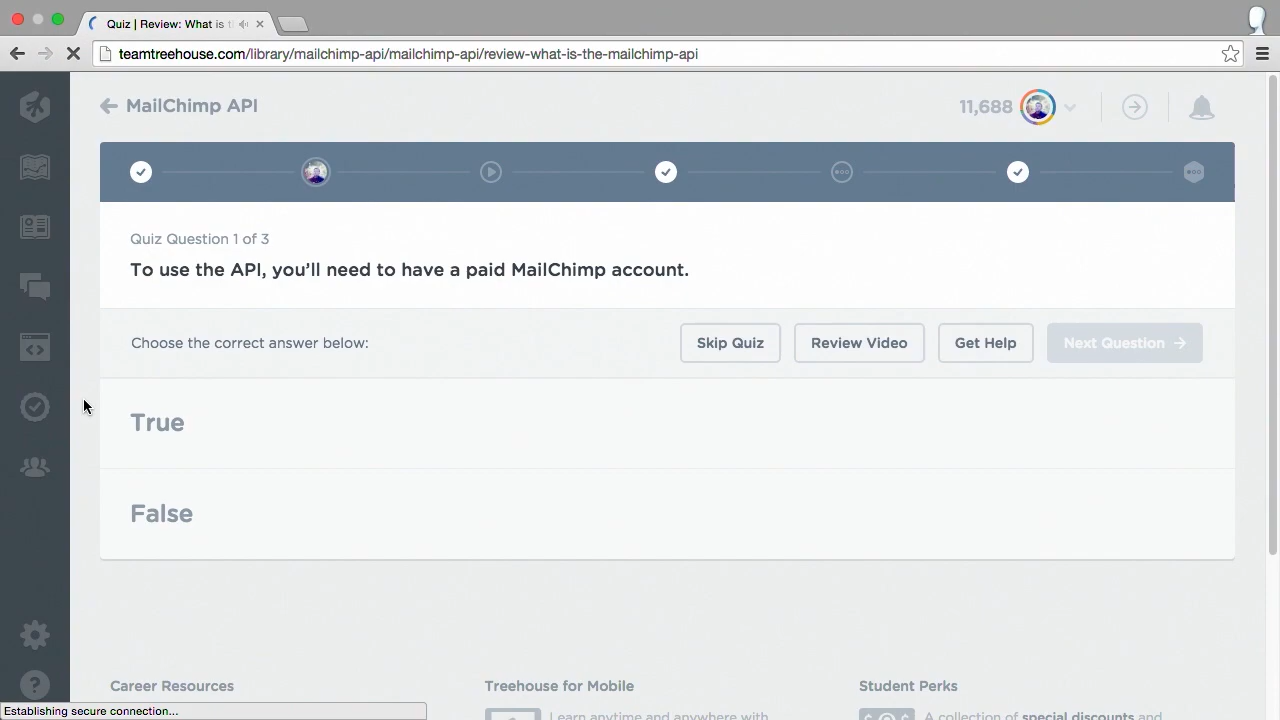 Quiz | Review: What is t
teamtreehouse.com/library/mailchimp-api/mailchimp-api/review-what-is-the-mailchimp-api
MailChimp API
11,688
Quiz Question 1 of 3
To use the API, you’ll need to have a paid MailChimp account.
Choose the correct answer below:
Skip Quiz
Review Video
Get Help
Next Question
True
False
Career Resources
Treehouse for Mobile
Student Perks
Establishing secure connection...
Learn anytime and anywhere with
A collection of special discounts and